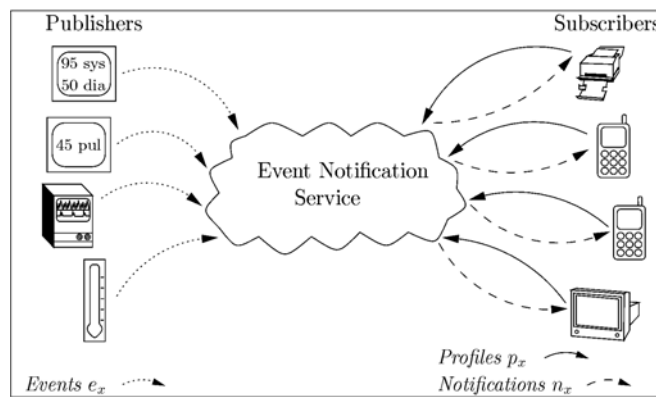 Publishers
Subscribers
95 sys
50 dia
45 pul
Event Notification
Service
Profiles pₓ
Events eₓ
Notifications nₓ